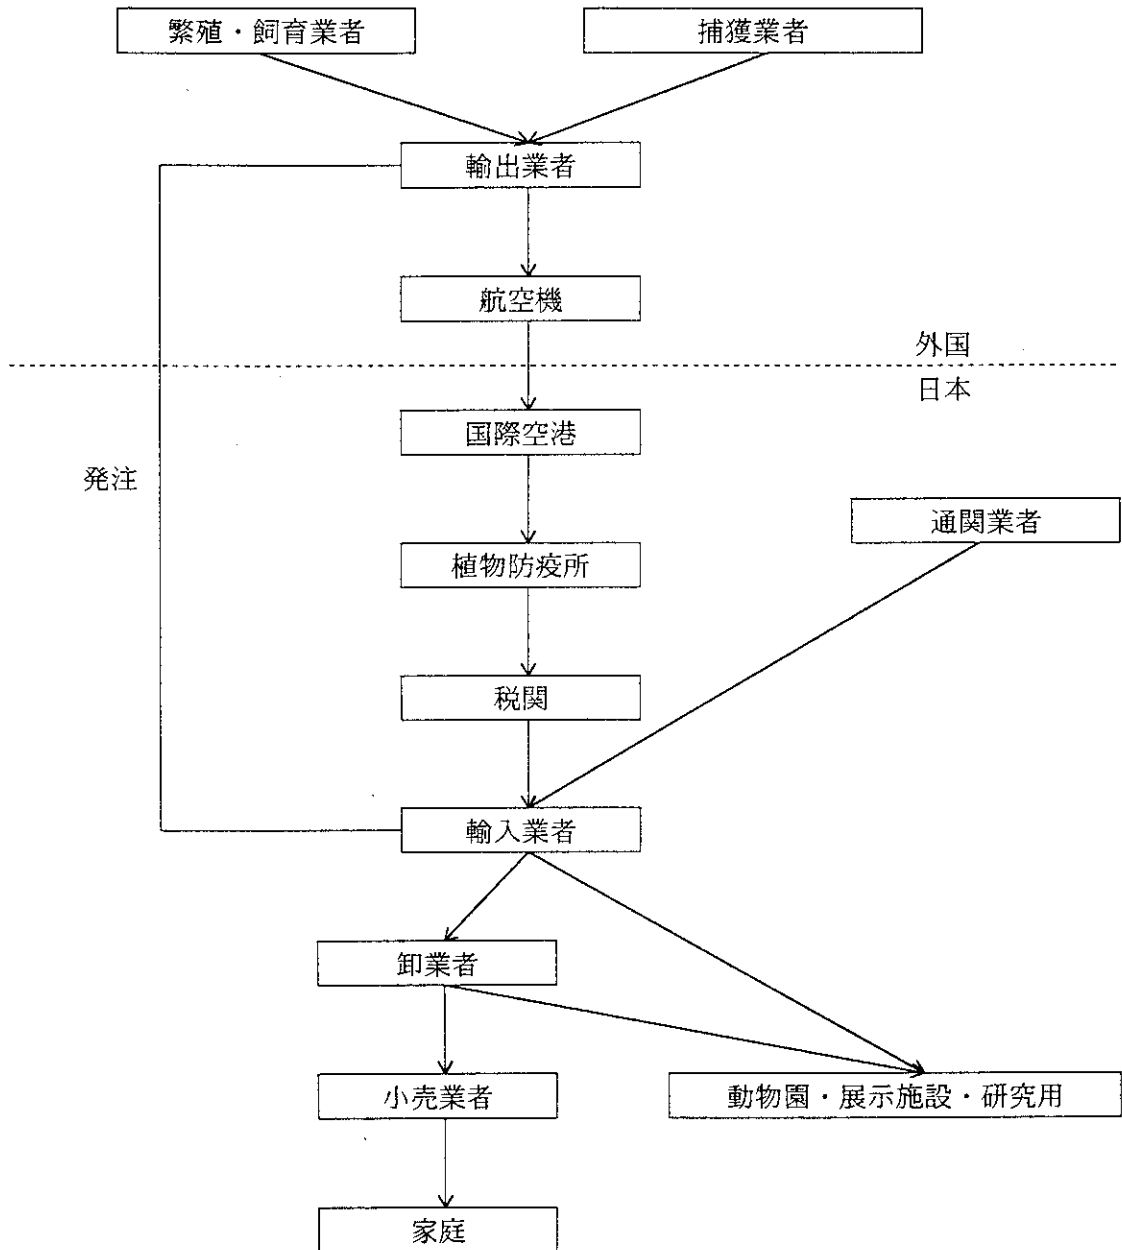 繁殖・飼育業者
捕獲業者
輸出業者
航空機
外国
日本
国際空港
発注
通関業者
植物防疫所
税関
輸入業者
卸業者
小売業者
動物園・展示施設・研究用
家庭